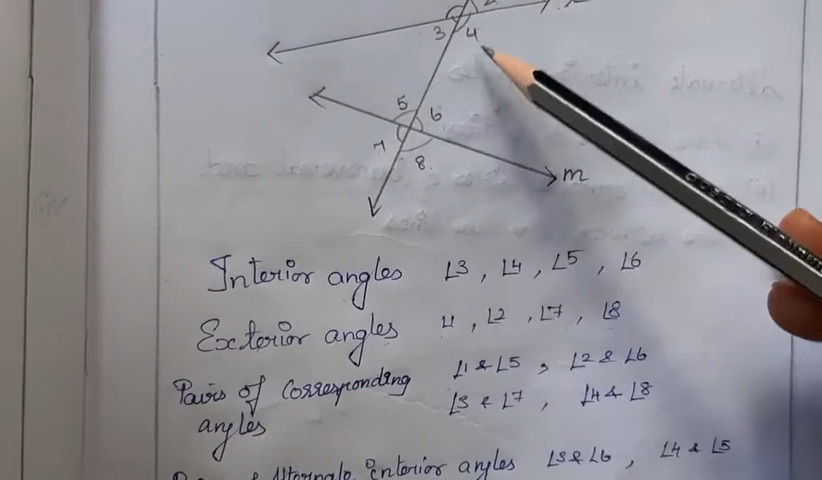 2
3 4
5 6
7 8
m
Interior angles ∠3 , ∠4 , ∠5 , ∠6
Exterior angles ∠1 , ∠2 , ∠7 , ∠8
Pairs of Corresponding angles ∠1 & ∠5 , ∠2 & ∠6
∠3 & ∠7 , ∠4 & ∠8
Alternate interior angles ∠3 & ∠6 , ∠4 & ∠5